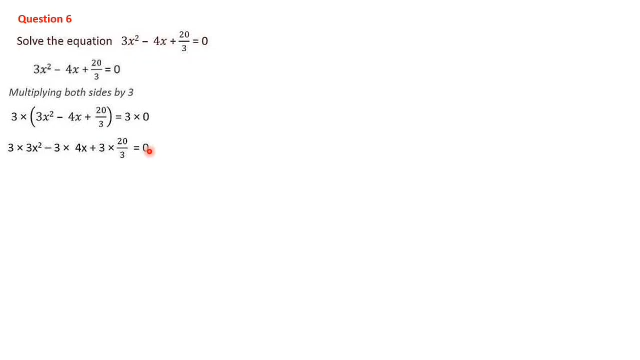 Question 6
Solve the equation 3x² – 4x + 20/3 = 0
3x² – 4x + 20/3 = 0
Multiplying both sides by 3
3 × (3x² – 4x + 20/3) = 3 × 0
3 × 3x² – 3 × 4x + 3 × 20/3 = 0